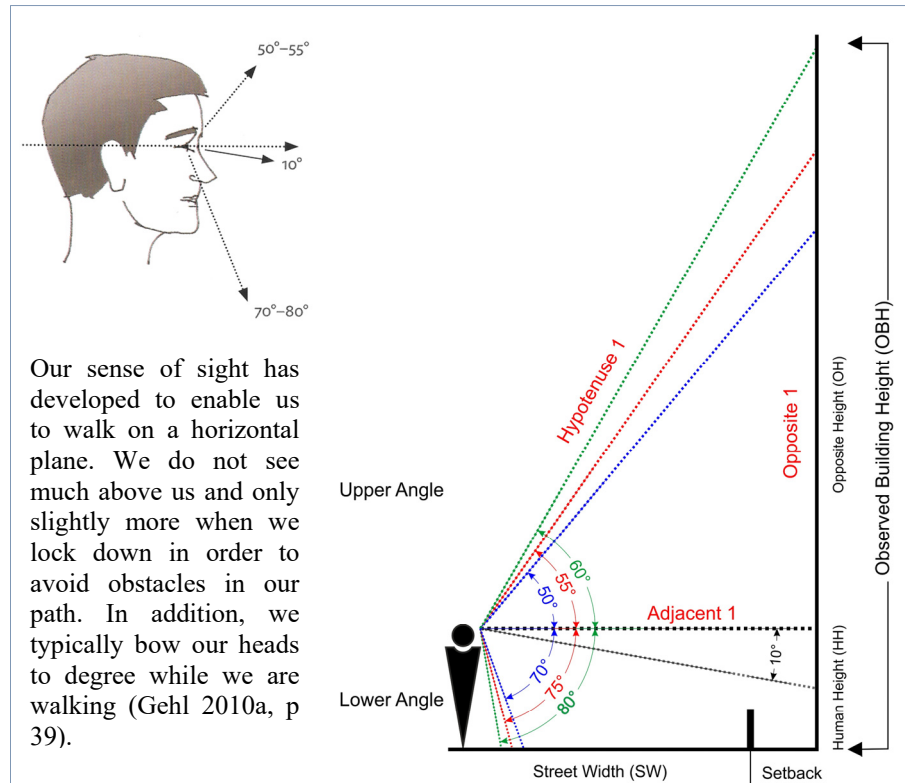 50°–55°
10°
70°–80°
Our sense of sight has
developed to enable us
to walk on a horizontal
plane. We do not see
much above us and only
slightly more when we
lock down in order to
avoid obstacles in our
path. In addition, we
typically bow our heads
to degree while we are
walking (Gehl 2010a, p
39).
Upper Angle
Lower Angle
Hypotenuse 1
Opposite 1
Adjacent 1
60°
55°
50°
70°
75°
80°
10°
Opposite Height (OH)
Human Height (HH)
Observed Building Height (OBH)
Street Width (SW)
Setback